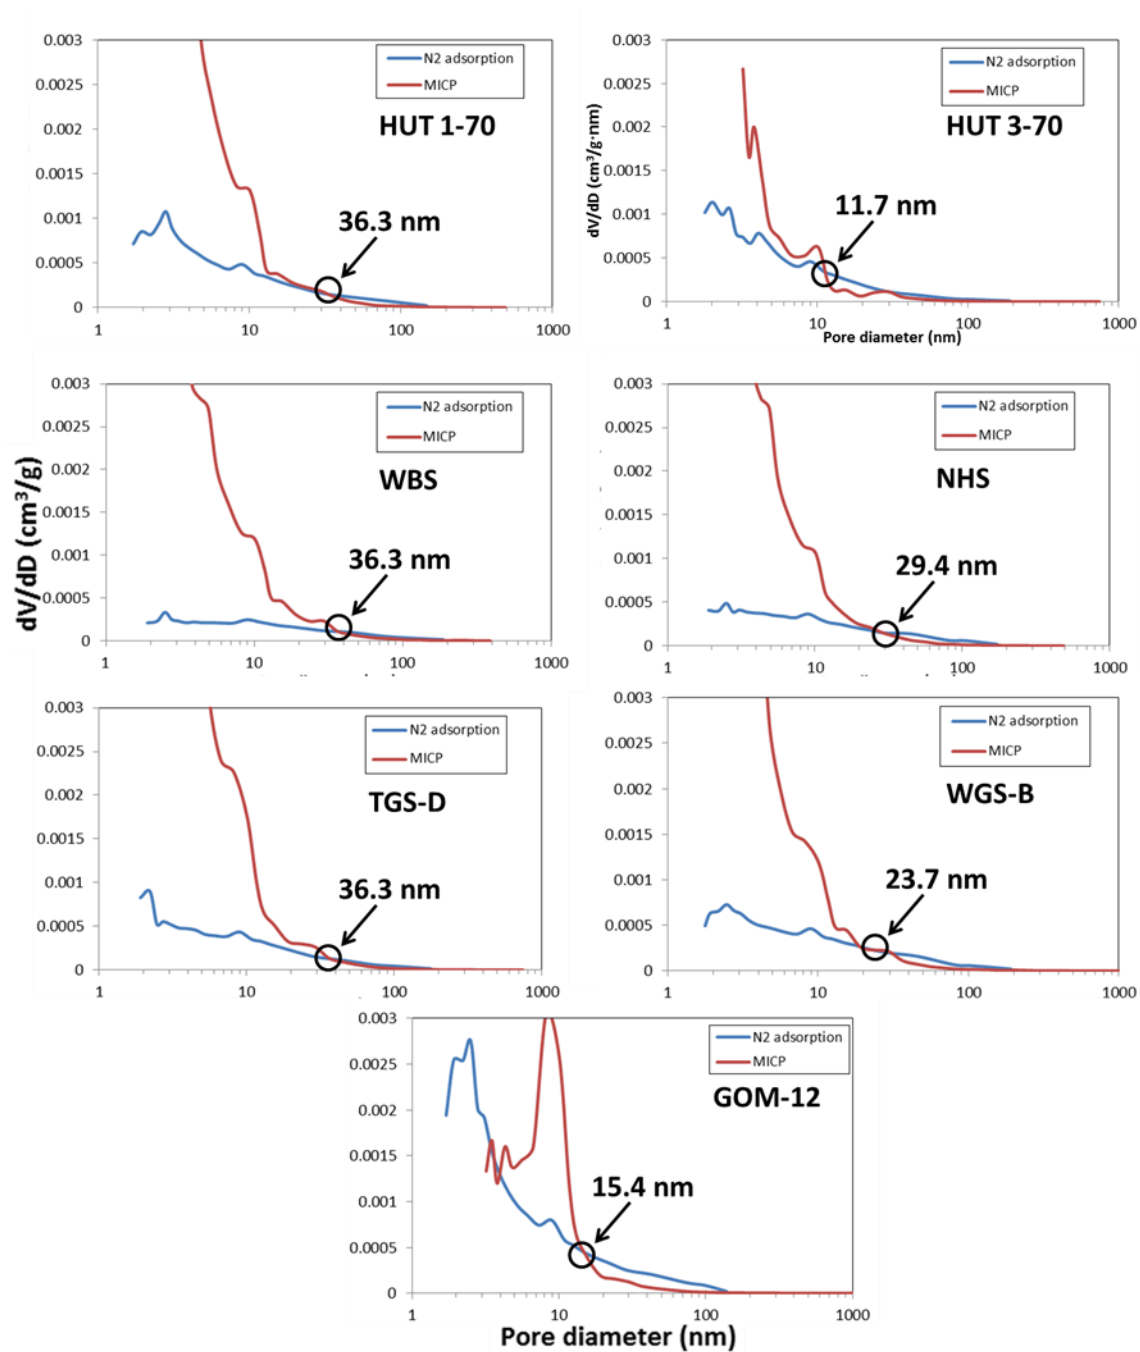 0.003
0.0025
0.002
0.0015
0.001
0.0005
0
1 10 100 1000
N2 adsorption
MICP
HUT 1-70
36.3 nm
0.003
0.0025
0.002
0.0015
0.001
0.0005
0
1 10 100 1000
dV/dD (cm³/g·nm)
Pore diameter (nm)
N2 adsorption
MICP
HUT 3-70
11.7 nm
dV/dD (cm³/g)
0.003
0.0025
0.002
0.0015
0.001
0.0005
0
1 10 100 1000
N2 adsorption
MICP
WBS
36.3 nm
0.003
0.0025
0.002
0.0015
0.001
0.0005
0
1 10 100 1000
N2 adsorption
MICP
NHS
29.4 nm
0.003
0.0025
0.002
0.0015
0.001
0.0005
0
1 10 100 1000
N2 adsorption
MICP
TGS-D
36.3 nm
0.003
0.0025
0.002
0.0015
0.001
0.0005
0
1 10 100 1000
N2 adsorption
MICP
WGS-B
23.7 nm
0.003
0.0025
0.002
0.0015
0.001
0.0005
0
1 10 100 1000
N2 adsorption
MICP
GOM-12
15.4 nm
Pore diameter (nm)